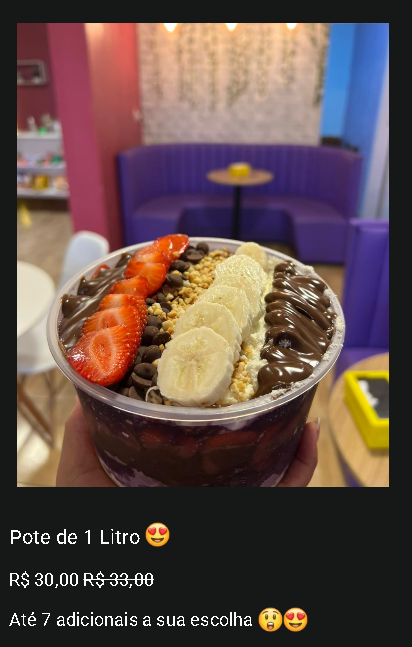 Pote de 1 Litro 😍
R$ 30,00 R$ 33,00
Até 7 adicionais a sua escolha 😲😍